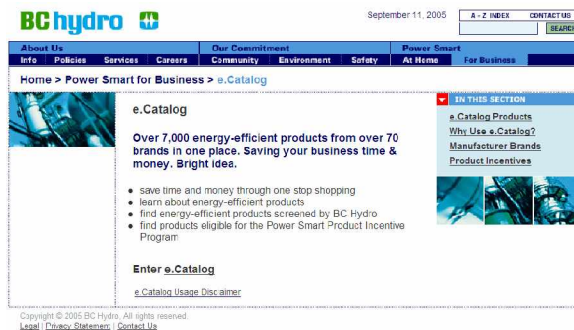 BC hydro
September 11, 2005
A - Z INDEX CONTACT US
SEARCH
About Us Our Commitment Power Smart
Info Policies Services Careers Community Environment Safety At Home For Business
Home > Power Smart for Business > e.Catalog
e.Catalog
Over 7,000 energy-efficient products from over 70
brands in one place. Saving your business time &
money. Bright idea.
• save time and money through one stop shopping
• learn about energy-efficient products
• find energy-efficient products screened by BC Hydro
• find products eligible for the Power Smart Product Incentive
Program
Enter e.Catalog
e.Catalog Usage Disclaimer
IN THIS SECTION
e.Catalog Products
Why Use e.Catalog?
Manufacturer Brands
Product Incentives
Copyright © 2005 BC Hydro, All rights reserved.
Legal | Privacy Statement | Contact Us